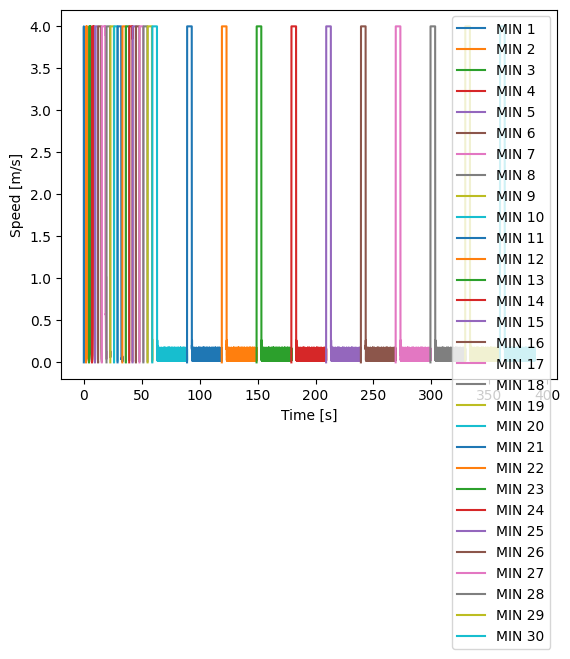 4.0
3.5
3.0
2.5
2.0
1.5
1.0
0.5
0.0
Speed [m/s]
0 50 100 150 200 250 300 350 400
Time [s]
MIN 1
MIN 2
MIN 3
MIN 4
MIN 5
MIN 6
MIN 7
MIN 8
MIN 9
MIN 10
MIN 11
MIN 12
MIN 13
MIN 14
MIN 15
MIN 16
MIN 17
MIN 18
MIN 19
MIN 20
MIN 21
MIN 22
MIN 23
MIN 24
MIN 25
MIN 26
MIN 27
MIN 28
MIN 29
MIN 30